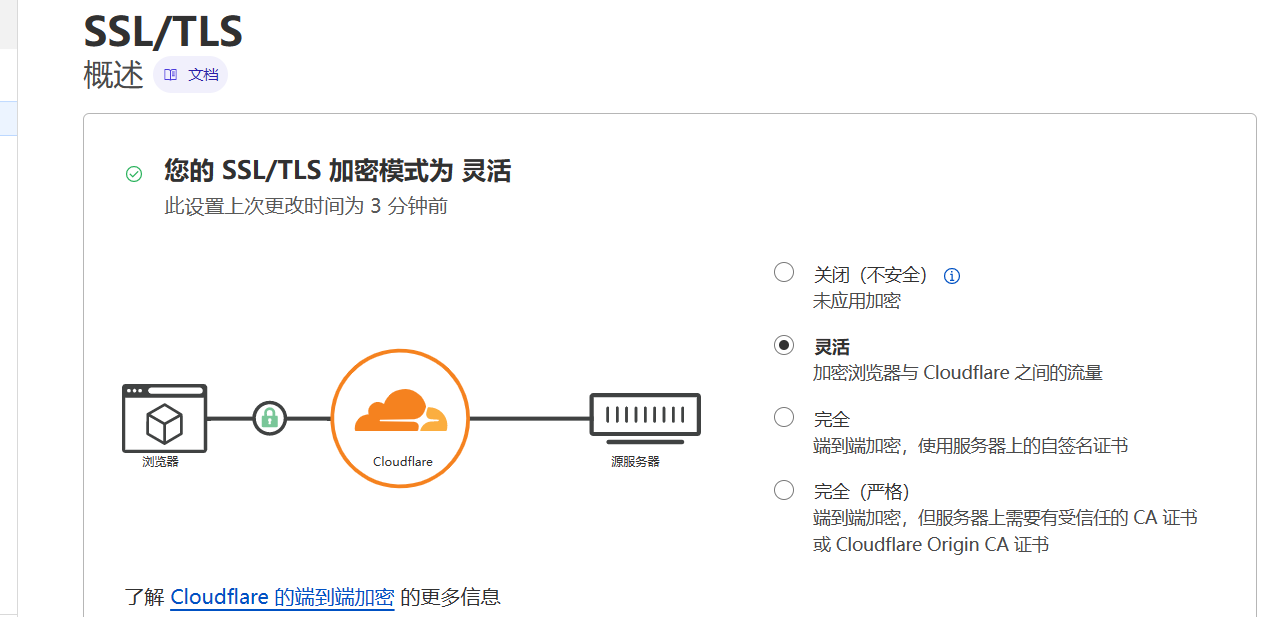 SSL/TLS
概述 文档
您的 SSL/TLS 加密模式为 灵活
此设置上次更改时间为 3 分钟前
关闭（不安全）
未应用加密
灵活
加密浏览器与 Cloudflare 之间的流量
完全
端到端加密，使用服务器上的自签名证书
完全（严格）
端到端加密，但服务器上需要有受信任的 CA 证书
或 Cloudflare Origin CA 证书
浏览器
Cloudflare
源服务器
了解 Cloudflare 的端到端加密 的更多信息